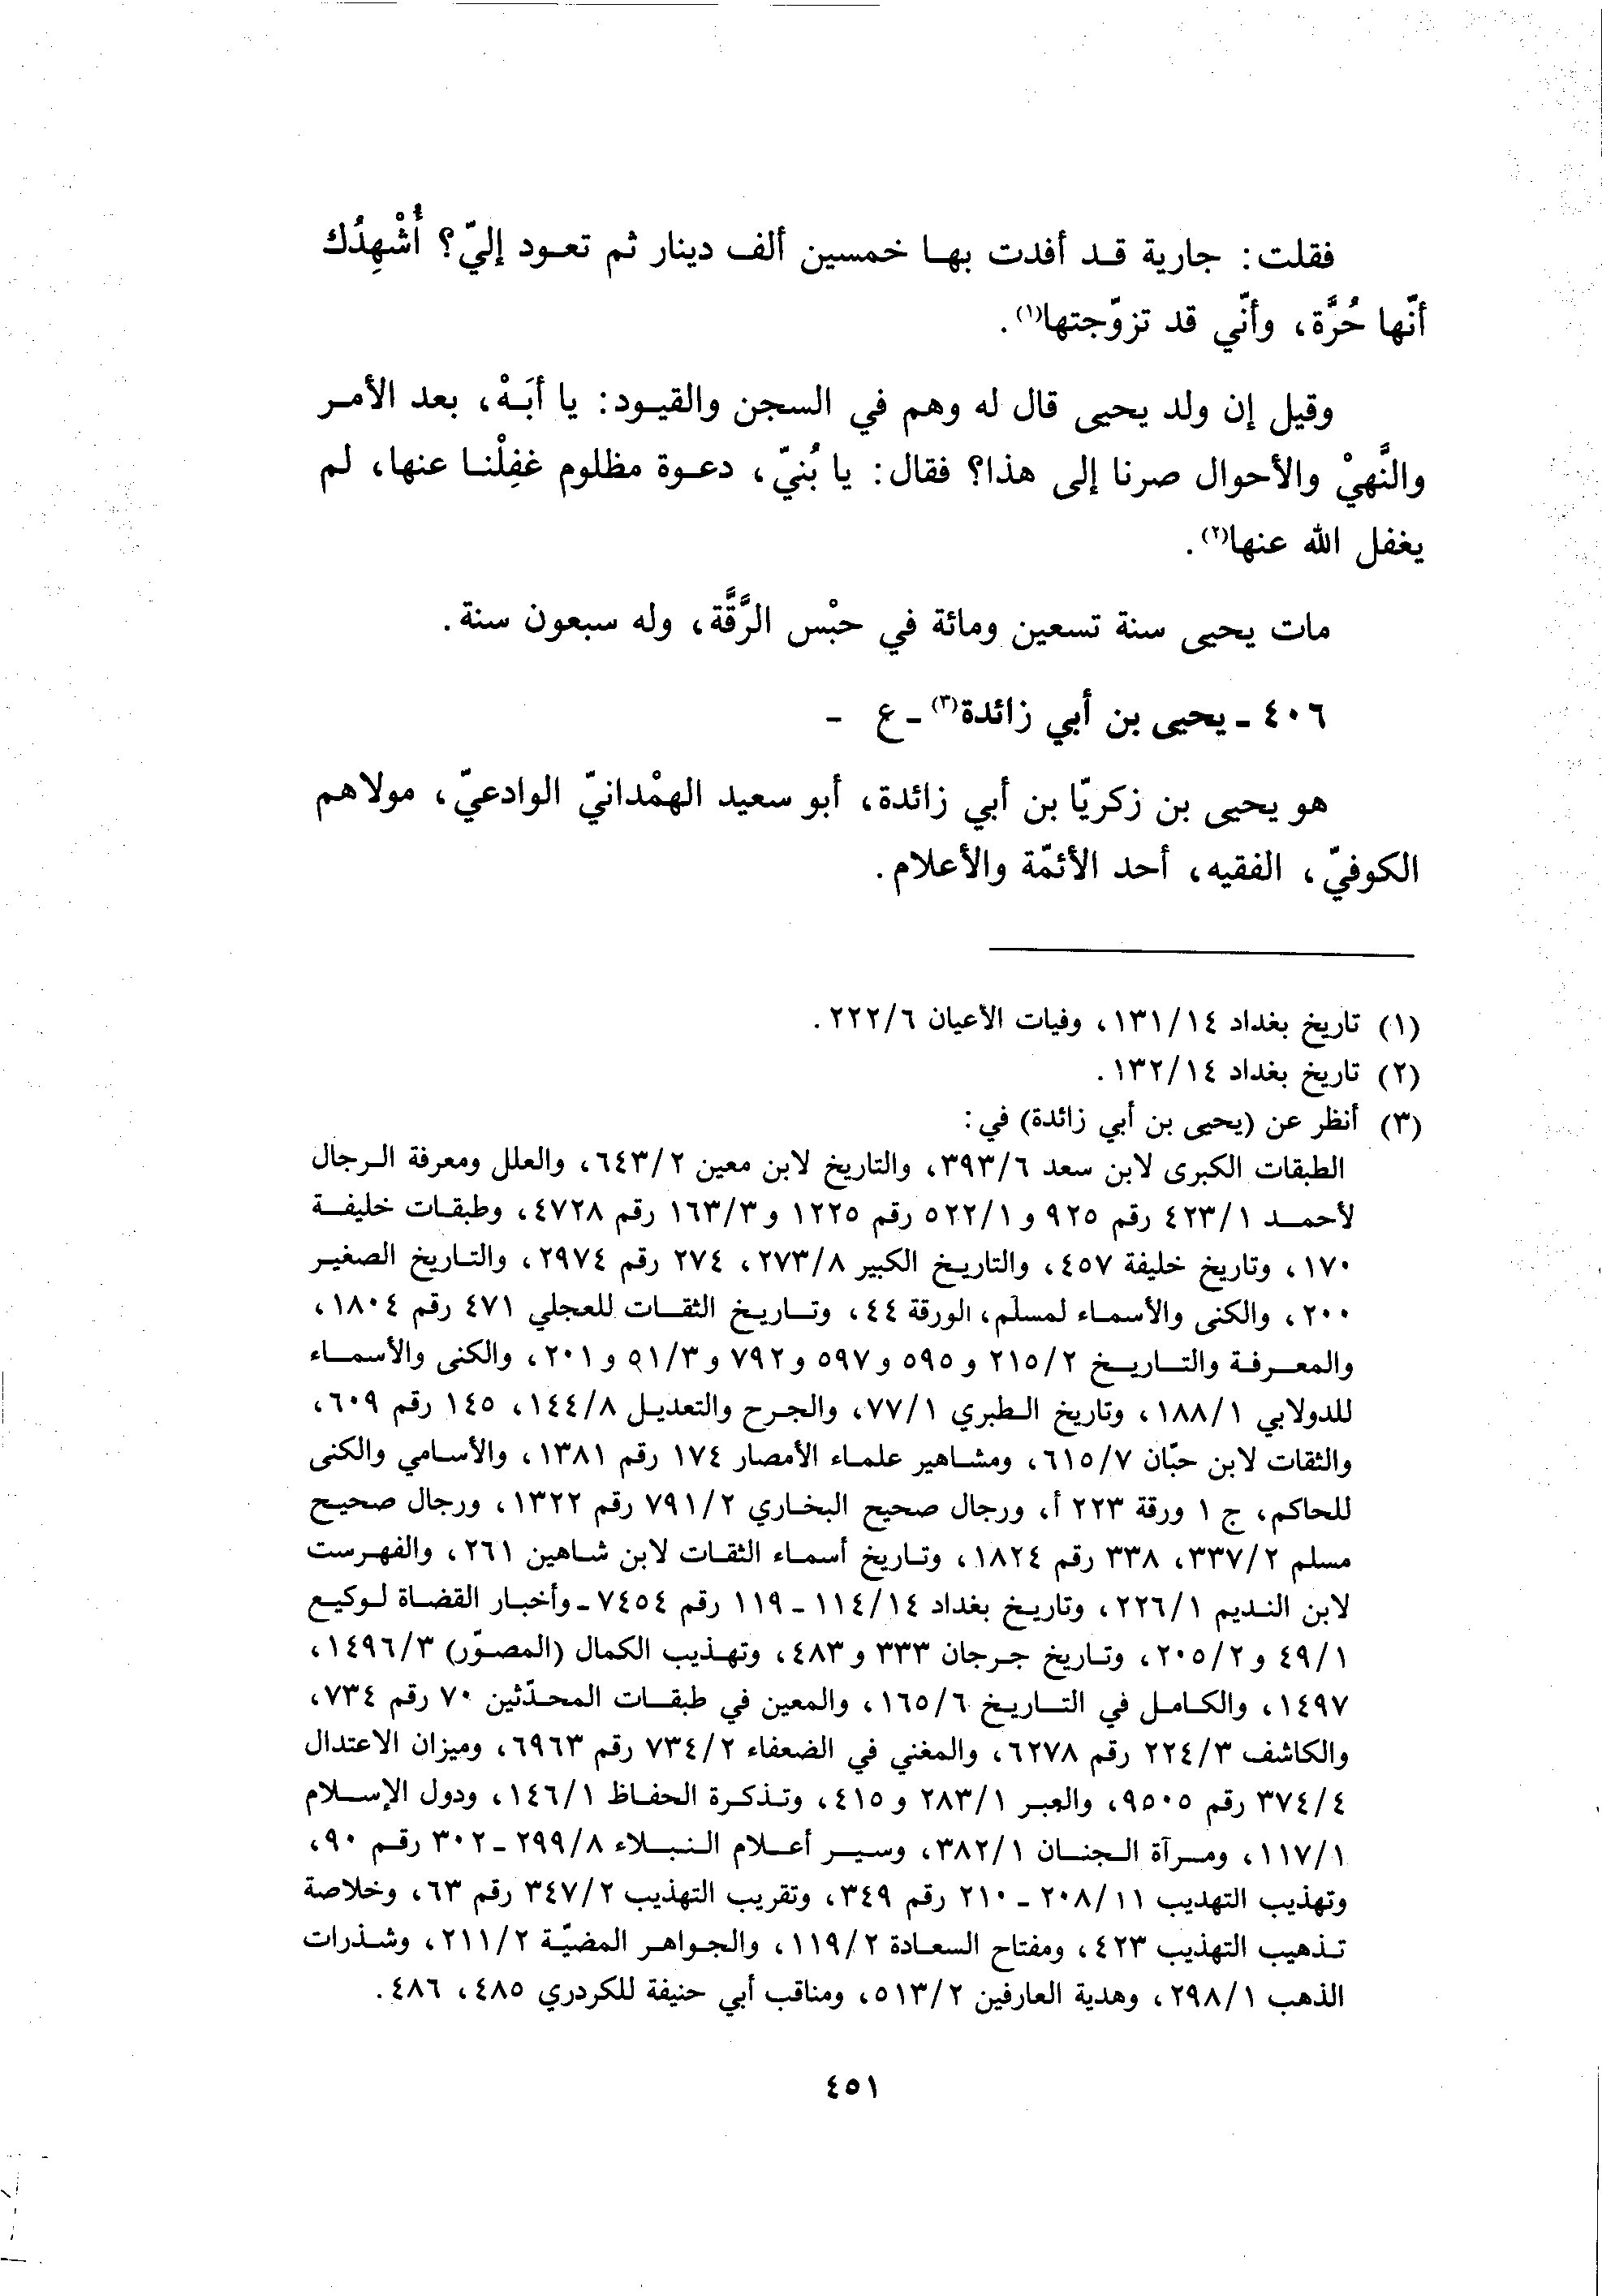 فقلت: جارية قد أفدت بها خمسين ألف دينار ثم تعود إليّ؟ أُشْهِدُك
أنّها حُرَّة، وأنّي قد تزوّجتها(١).
وقيل إن ولد يحيى قال له وهم في السجن والقيود: يا أبَهْ، بعد الأمر
والنَّهيْ والأحوال صرنا إلى هذا؟ فقال: يا بُنيّ، دعوة مظلوم غفِلْنا عنها، لم
يغفل الله عنها(٢).
مات يحيى سنة تسعين ومائة في حبْس الرَّقَّة، وله سبعون سنة.
٤٠٦ - يحيى بن أبي زائدة(٣) - ع -
هو يحيى بن زكريّا بن أبي زائدة، أبو سعيد الهمْدانيّ الوادعيّ، مولاهم
الكوفيّ، الفقيه، أحد الأئمّة والأعلام.
(١) تاريخ بغداد ١٣١/١٤، وفيات الأعيان ٢٢٢/٦.
(٢) تاريخ بغداد ١٣٢/١٤.
(٣) أنظر عن (يحيى بن أبي زائدة) في:
الطبقات الكبرى لابن سعد ٣٩٣/٦، والتاريخ لابن معين ٦٤٣/٢، والعلل ومعرفة الرجال
لأحمد ٤٢٣/١ رقم ٩٢٥ و ٥٢٢/١ رقم ١٢٢٥ و ١٦٣/٣ رقم ٤٧٢٨، وطبقات خليفة
١٧٠، وتاريخ خليفة ٤٥٧، والتاريخ الكبير ٢٧٣/٨، ٢٧٤ رقم ٢٩٧٤، والتاريخ الصغير
٢٠٠، والكنى والأسماء لمسلم، الورقة ٤٤، وتاريخ الثقات للعجلي ٤٧١ رقم ١٨٠٤،
والمعرفة والتاريخ ٢١٥/٢ و ٥٩٥ و ٥٩٧ و ٧٩٢ و ٥١/٣ و ٢٠١، والكنى والأسماء
للدولابي ١٨٨/١، وتاريخ الطبري ٧٧/١، والجرح والتعديل ١٤٤/٨، ١٤٥ رقم ٦٠٩،
والثقات لابن حبّان ٦١٥/٧، ومشاهير علماء الأمصار ١٧٤ رقم ١٣٨١، والأسامي والكنى
للحاكم، ج ١ ورقة ٢٢٣ أ، ورجال صحيح البخاري ٧٩١/٢ رقم ١٣٢٢، ورجال صحيح
مسلم ٣٣٧/٢، ٣٣٨ رقم ١٨٢٤، وتاريخ أسماء الثقات لابن شاهين ٢٦١، والفهرست
لابن النديم ٢٢٦/١، وتاريخ بغداد ١١٤/١٤ - ١١٩ رقم ٧٤٥٤ - وأخبار القضاة لوكيع
٤٩/١ و ٢٠٥/٢، وتاريخ جرجان ٣٣٣ و ٤٨٣، وتهذيب الكمال (المصوّر) ١٤٩٦/٣،
١٤٩٧، والكامل في التاريخ ١٦٥/٦، والمعين في طبقات المحدّثين ٧٠ رقم ٧٣٤،
والكاشف ٢٢٤/٣ رقم ٦٢٧٨، والمغني في الضعفاء ٧٣٤/٢ رقم ٦٩٦٣، وميزان الاعتدال
٣٧٤/٤ رقم ٩٥٠٥، والعبر ٢٨٣/١ و ٤١٥، وتذكرة الحفاظ ١٤٦/١، ودول الإسلام
١١٧/١، ومرآة الجنان ٣٨٢/١، وسير أعلام النبلاء ٢٩٩/٨ - ٣٠٢ رقم ٩٠،
وتهذيب التهديب ٢٠٨/١١ - ٢١٠ رقم ٣٤٩، وتقريب التهذيب ٣٤٧/٢ رقم ٦٣، وخلاصة
تذهيب التهذيب ٤٢٣، ومفتاح السعادة ١١٩/٢، والجواهر المضيّة ٢١١/٢، وشذرات
الذهب ٢٩٨/١، وهدية العارفين ٥١٣/٢، ومناقب أبي حنيفة للكردري ٤٨٥، ٤٨٦.
٤٥١